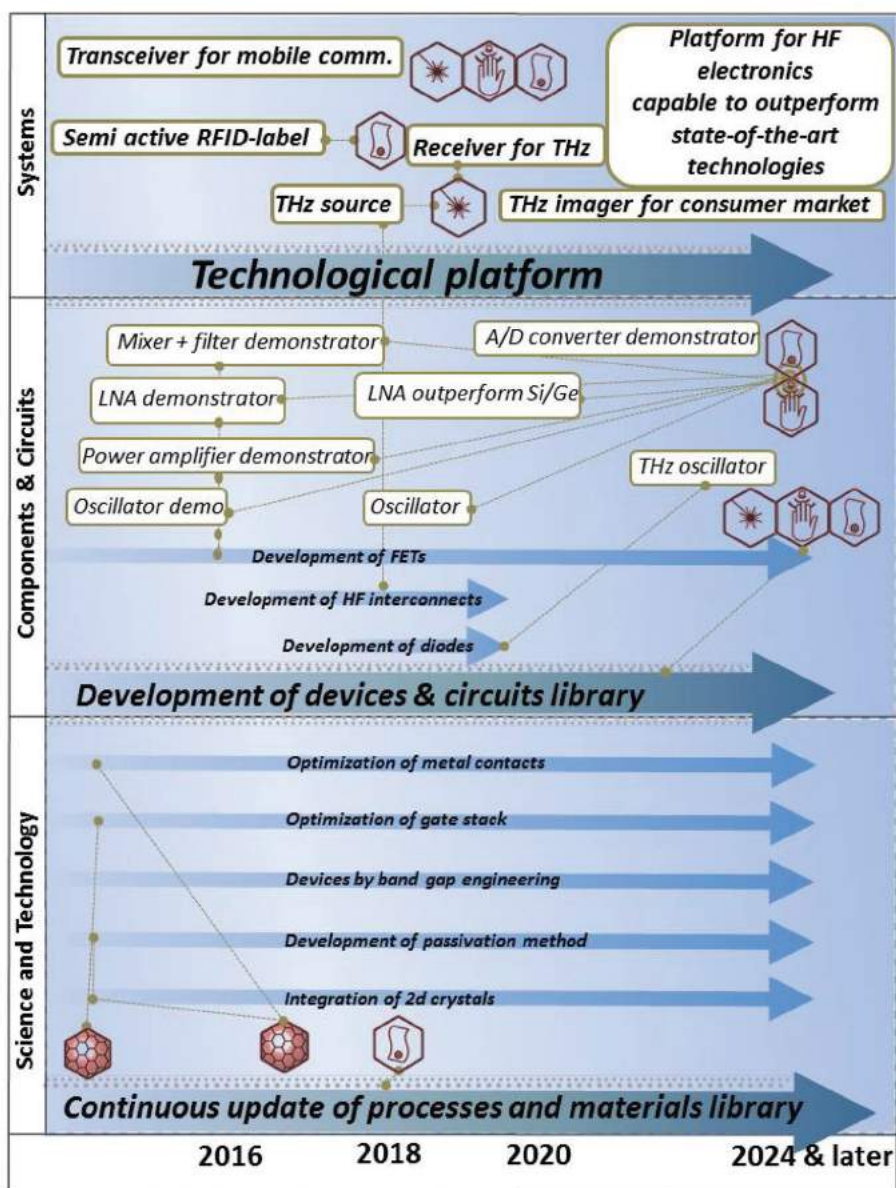 Systems
Transceiver for mobile comm.
Platform for HF
electronics
capable to outperform
state-of-the-art
technologies
Semi active RFID-label
Receiver for THz
THz source
THz imager for consumer market
Technological platform
Components & Circuits
Mixer + filter demonstrator
A/D converter demonstrator
LNA demonstrator
LNA outperform Si/Ge
Power amplifier demonstrator
THz oscillator
Oscillator demo
Oscillator
Development of FETs
Development of HF interconnects
Development of diodes
Development of devices & circuits library
Science and Technology
Optimization of metal contacts
Optimization of gate stack
Devices by band gap engineering
Development of passivation method
Integration of 2d crystals
Continuous update of processes and materials library
2016 2018 2020 2024 & later